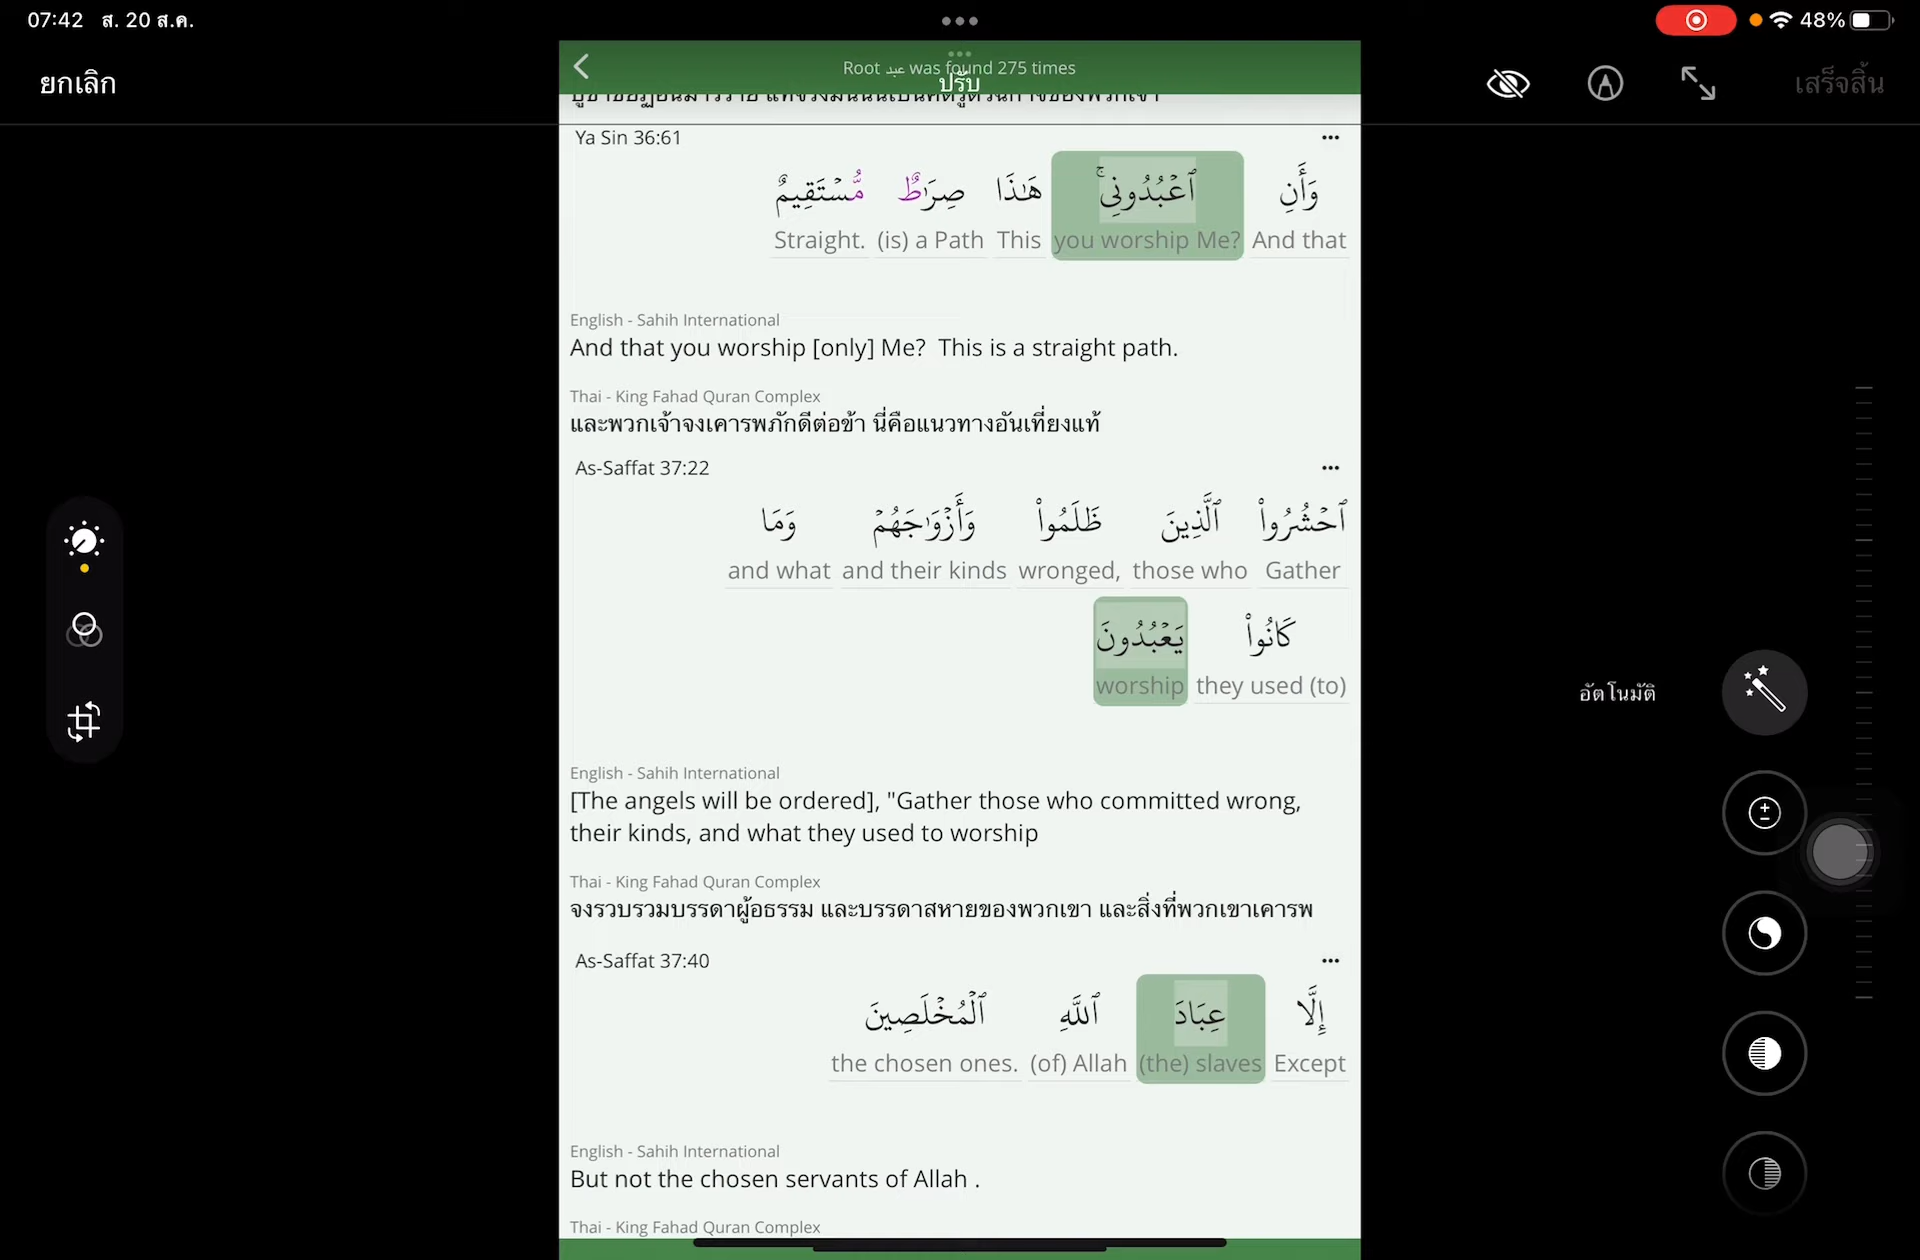 07:42 ส. 20 ส.ค.
48%
ยกเลิก
Root عبد was found 275 times
ปรับ
เสร็จสิ้น
Ya Sin 36:61
وَأَنِ ٱعۡبُدُونِیۚ هَـٰذَا صِرَ ٰ⁠طࣱ مُّسۡتَقِیمࣱ
Straight. (is) a Path This you worship Me? And that
English - Sahih International
And that you worship [only] Me? This is a straight path.
Thai - King Fahad Quran Complex
และพวกเจ้าจงเคารพภักดีต่อข้า นี่คือแนวทางอันเที่ยงแท้
As-Saffat 37:22
ٱحۡشُرُوا۟ ٱلَّذِینَ ظَلَمُوا۟ وَأَزۡوَ ٰ⁠جَهُمۡ وَمَا
and what and their kinds wronged, those who Gather
كَانُوا۟ یَعۡبُدُونَ
worship they used (to)
อัตโนมัติ
English - Sahih International
[The angels will be ordered], "Gather those who committed wrong,
their kinds, and what they used to worship
Thai - King Fahad Quran Complex
จงรวบรวมบรรดาผู้อธรรม และบรรดาสหายของพวกเขา และสิ่งที่พวกเขาเคารพ
As-Saffat 37:40
إِلَّا عِبَادَ ٱللَّهِ ٱلۡمُخۡلَصِینَ
the chosen ones. (of) Allah (the) slaves Except
English - Sahih International
But not the chosen servants of Allah .
Thai - King Fahad Quran Complex